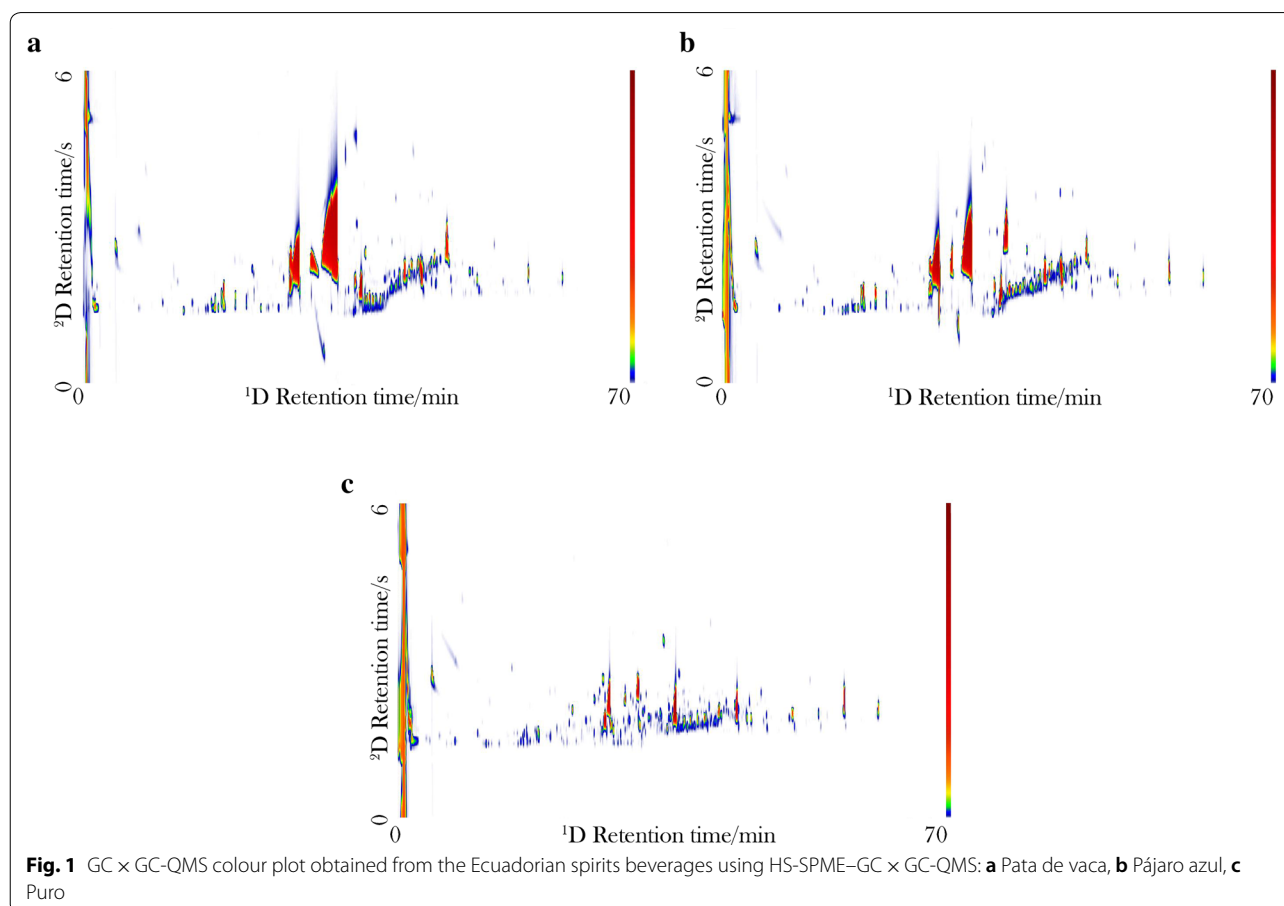 a
6
²D Retention time/s
0
0
¹D Retention time/min
70
b
6
²D Retention time/s
0
0
¹D Retention time/min
70
c
6
²D Retention time/s
0
0
¹D Retention time/min
70
Fig. 1 GC × GC-QMS colour plot obtained from the Ecuadorian spirits beverages using HS-SPME–GC × GC-QMS: a Pata de vaca, b Pájaro azul, c
Puro